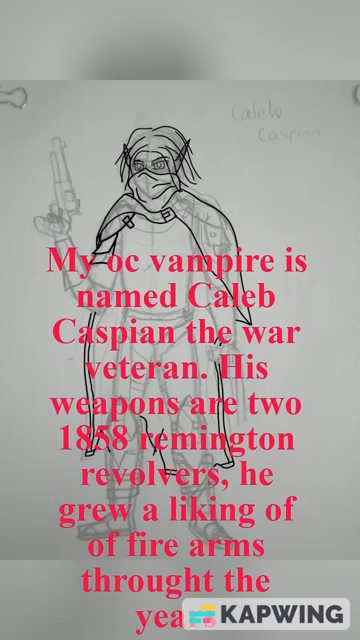 Caleb
Caspian
My oc vampire is
named Caleb
Caspian the war
veteran. His
weapons are two
1858 remington
revolvers, he
grew a liking of
of fire arms
throught the
years
KAPWING